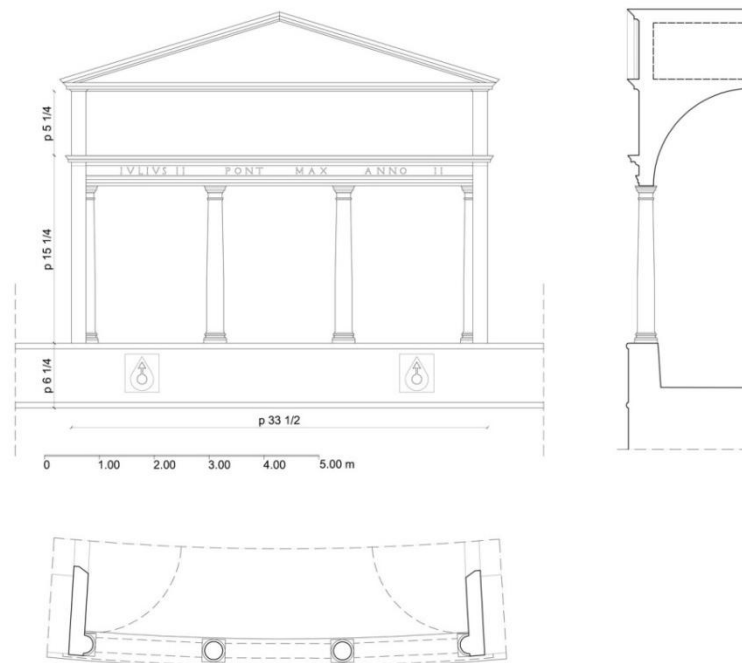 p 5 1/4
IVLIVS II PONT MAX ANNO II
p 15 1/4
p 6 1/4
p 33 1/2
0 1.00 2.00 3.00 4.00 5.00 m